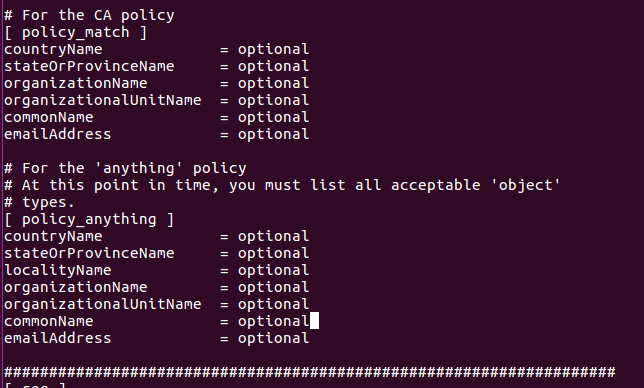 # For the CA policy
[ policy_match ]
countryName             = optional
stateOrProvinceName     = optional
organizationName        = optional
organizationalUnitName  = optional
commonName              = optional
emailAddress            = optional

# For the 'anything' policy
# At this point in time, you must list all acceptable 'object'
# types.
[ policy_anything ]
countryName             = optional
stateOrProvinceName     = optional
localityName            = optional
organizationName        = optional
organizationalUnitName  = optional
commonName              = optional
emailAddress            = optional

####################################################################
[ req ]